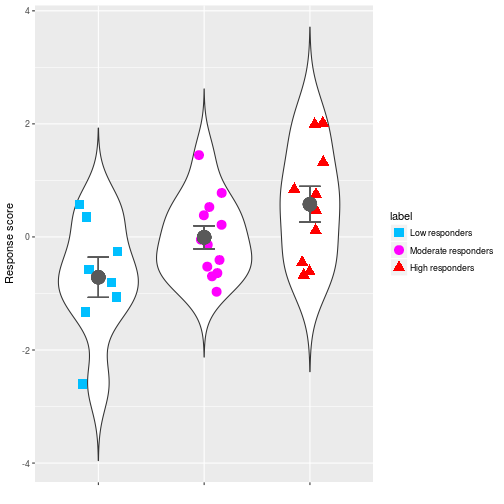 4
2
0
-2
-4
Response score
label
Low responders
Moderate responders
High responders